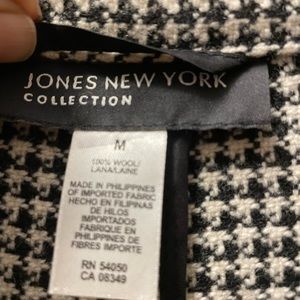 JONES NEW YORK
COLLECTION
M
100% WOOL/
LANA/LAINE
MADE IN PHILIPPINES
OF IMPORTED FABRIC
HECHO EN FILIPINAS
DE HILOS
IMPORTADOS
FABRIQUE EN
PHILIPPINES DE
FIBRES IMPORTE
RN 54050
CA 08349